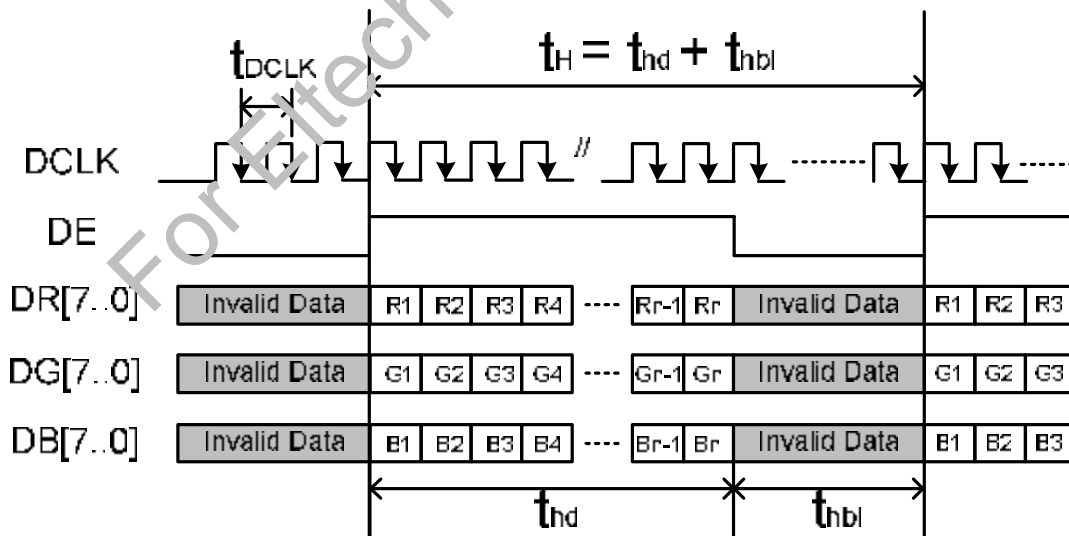 For Eltech
tDCLK
tH = thd + thbl
DCLK //
DE
DR[7..0] Invalid Data R1 R2 R3 R4 Rr-1 Rr Invalid Data R1 R2 R3
DG[7..0] Invalid Data G1 G2 G3 G4 Gr-1 Gr Invalid Data G1 G2 G3
DB[7..0] Invalid Data B1 B2 B3 B4 Br-1 Br Invalid Data B1 B2 B3
thd thbl